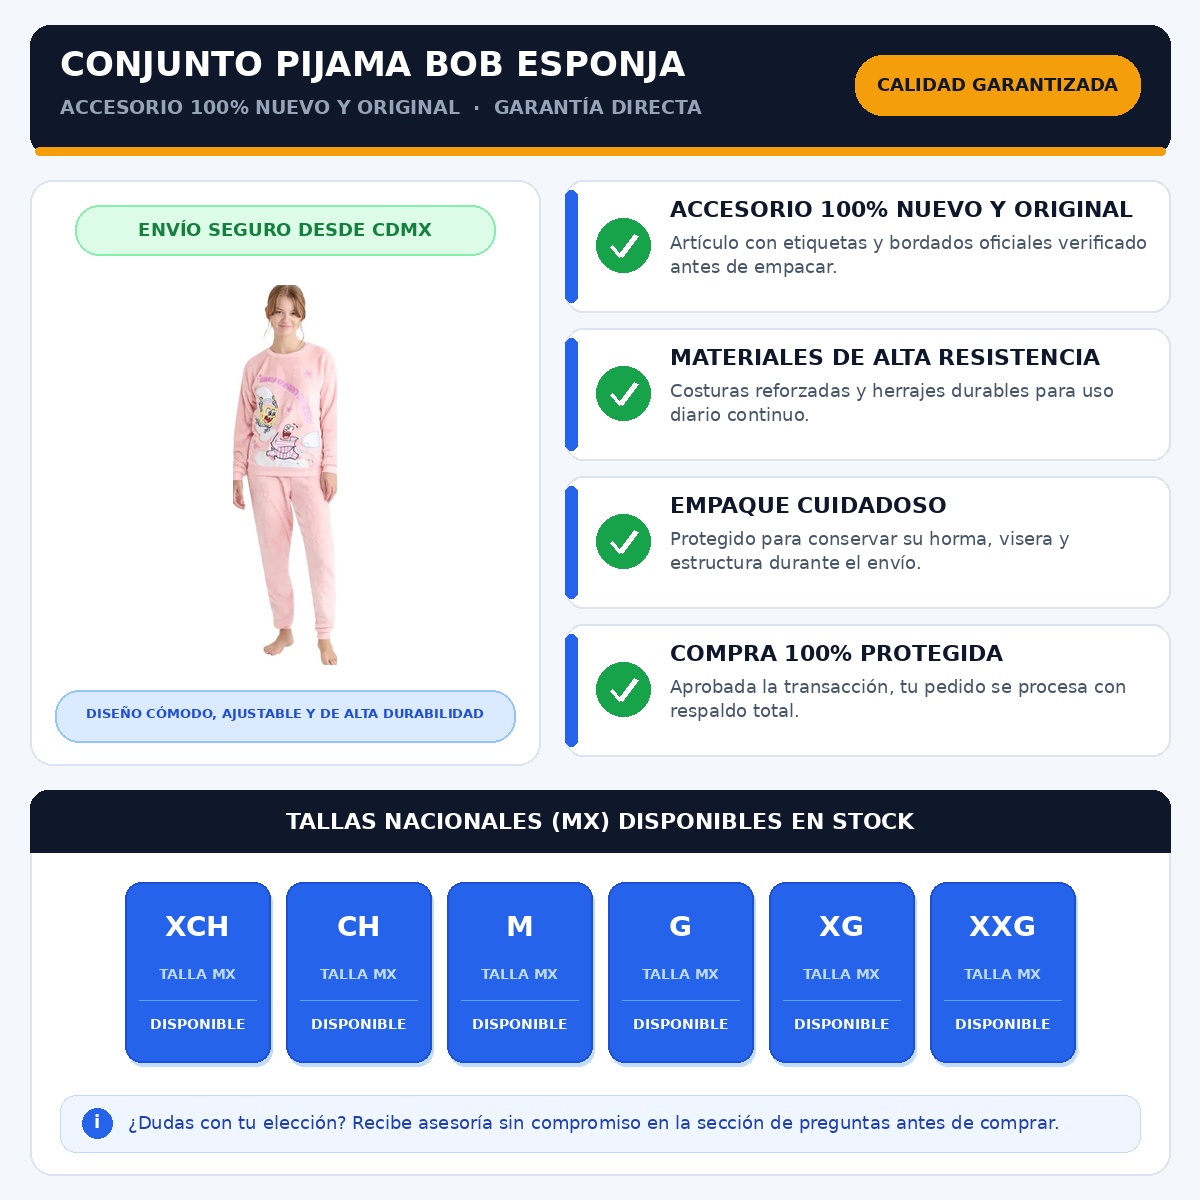 CONJUNTO PIJAMA BOB ESPONJA
ACCESORIO 100% NUEVO Y ORIGINAL · GARANTÍA DIRECTA
CALIDAD GARANTIZADA
ENVÍO SEGURO DESDE CDMX
DISEÑO CÓMODO, AJUSTABLE Y DE ALTA DURABILIDAD
ACCESORIO 100% NUEVO Y ORIGINAL
Artículo con etiquetas y bordados oficiales verificado
antes de empacar.
MATERIALES DE ALTA RESISTENCIA
Costuras reforzadas y herrajes durables para uso
diario continuo.
EMPAQUE CUIDADOSO
Protegido para conservar su horma, visera y
estructura durante el envío.
COMPRA 100% PROTEGIDA
Aprobada la transacción, tu pedido se procesa con
respaldo total.
TALLAS NACIONALES (MX) DISPONIBLES EN STOCK
XCH
TALLA MX
DISPONIBLE
CH
TALLA MX
DISPONIBLE
M
TALLA MX
DISPONIBLE
G
TALLA MX
DISPONIBLE
XG
TALLA MX
DISPONIBLE
XXG
TALLA MX
DISPONIBLE
i
¿Dudas con tu elección? Recibe asesoría sin compromiso en la sección de preguntas antes de comprar.